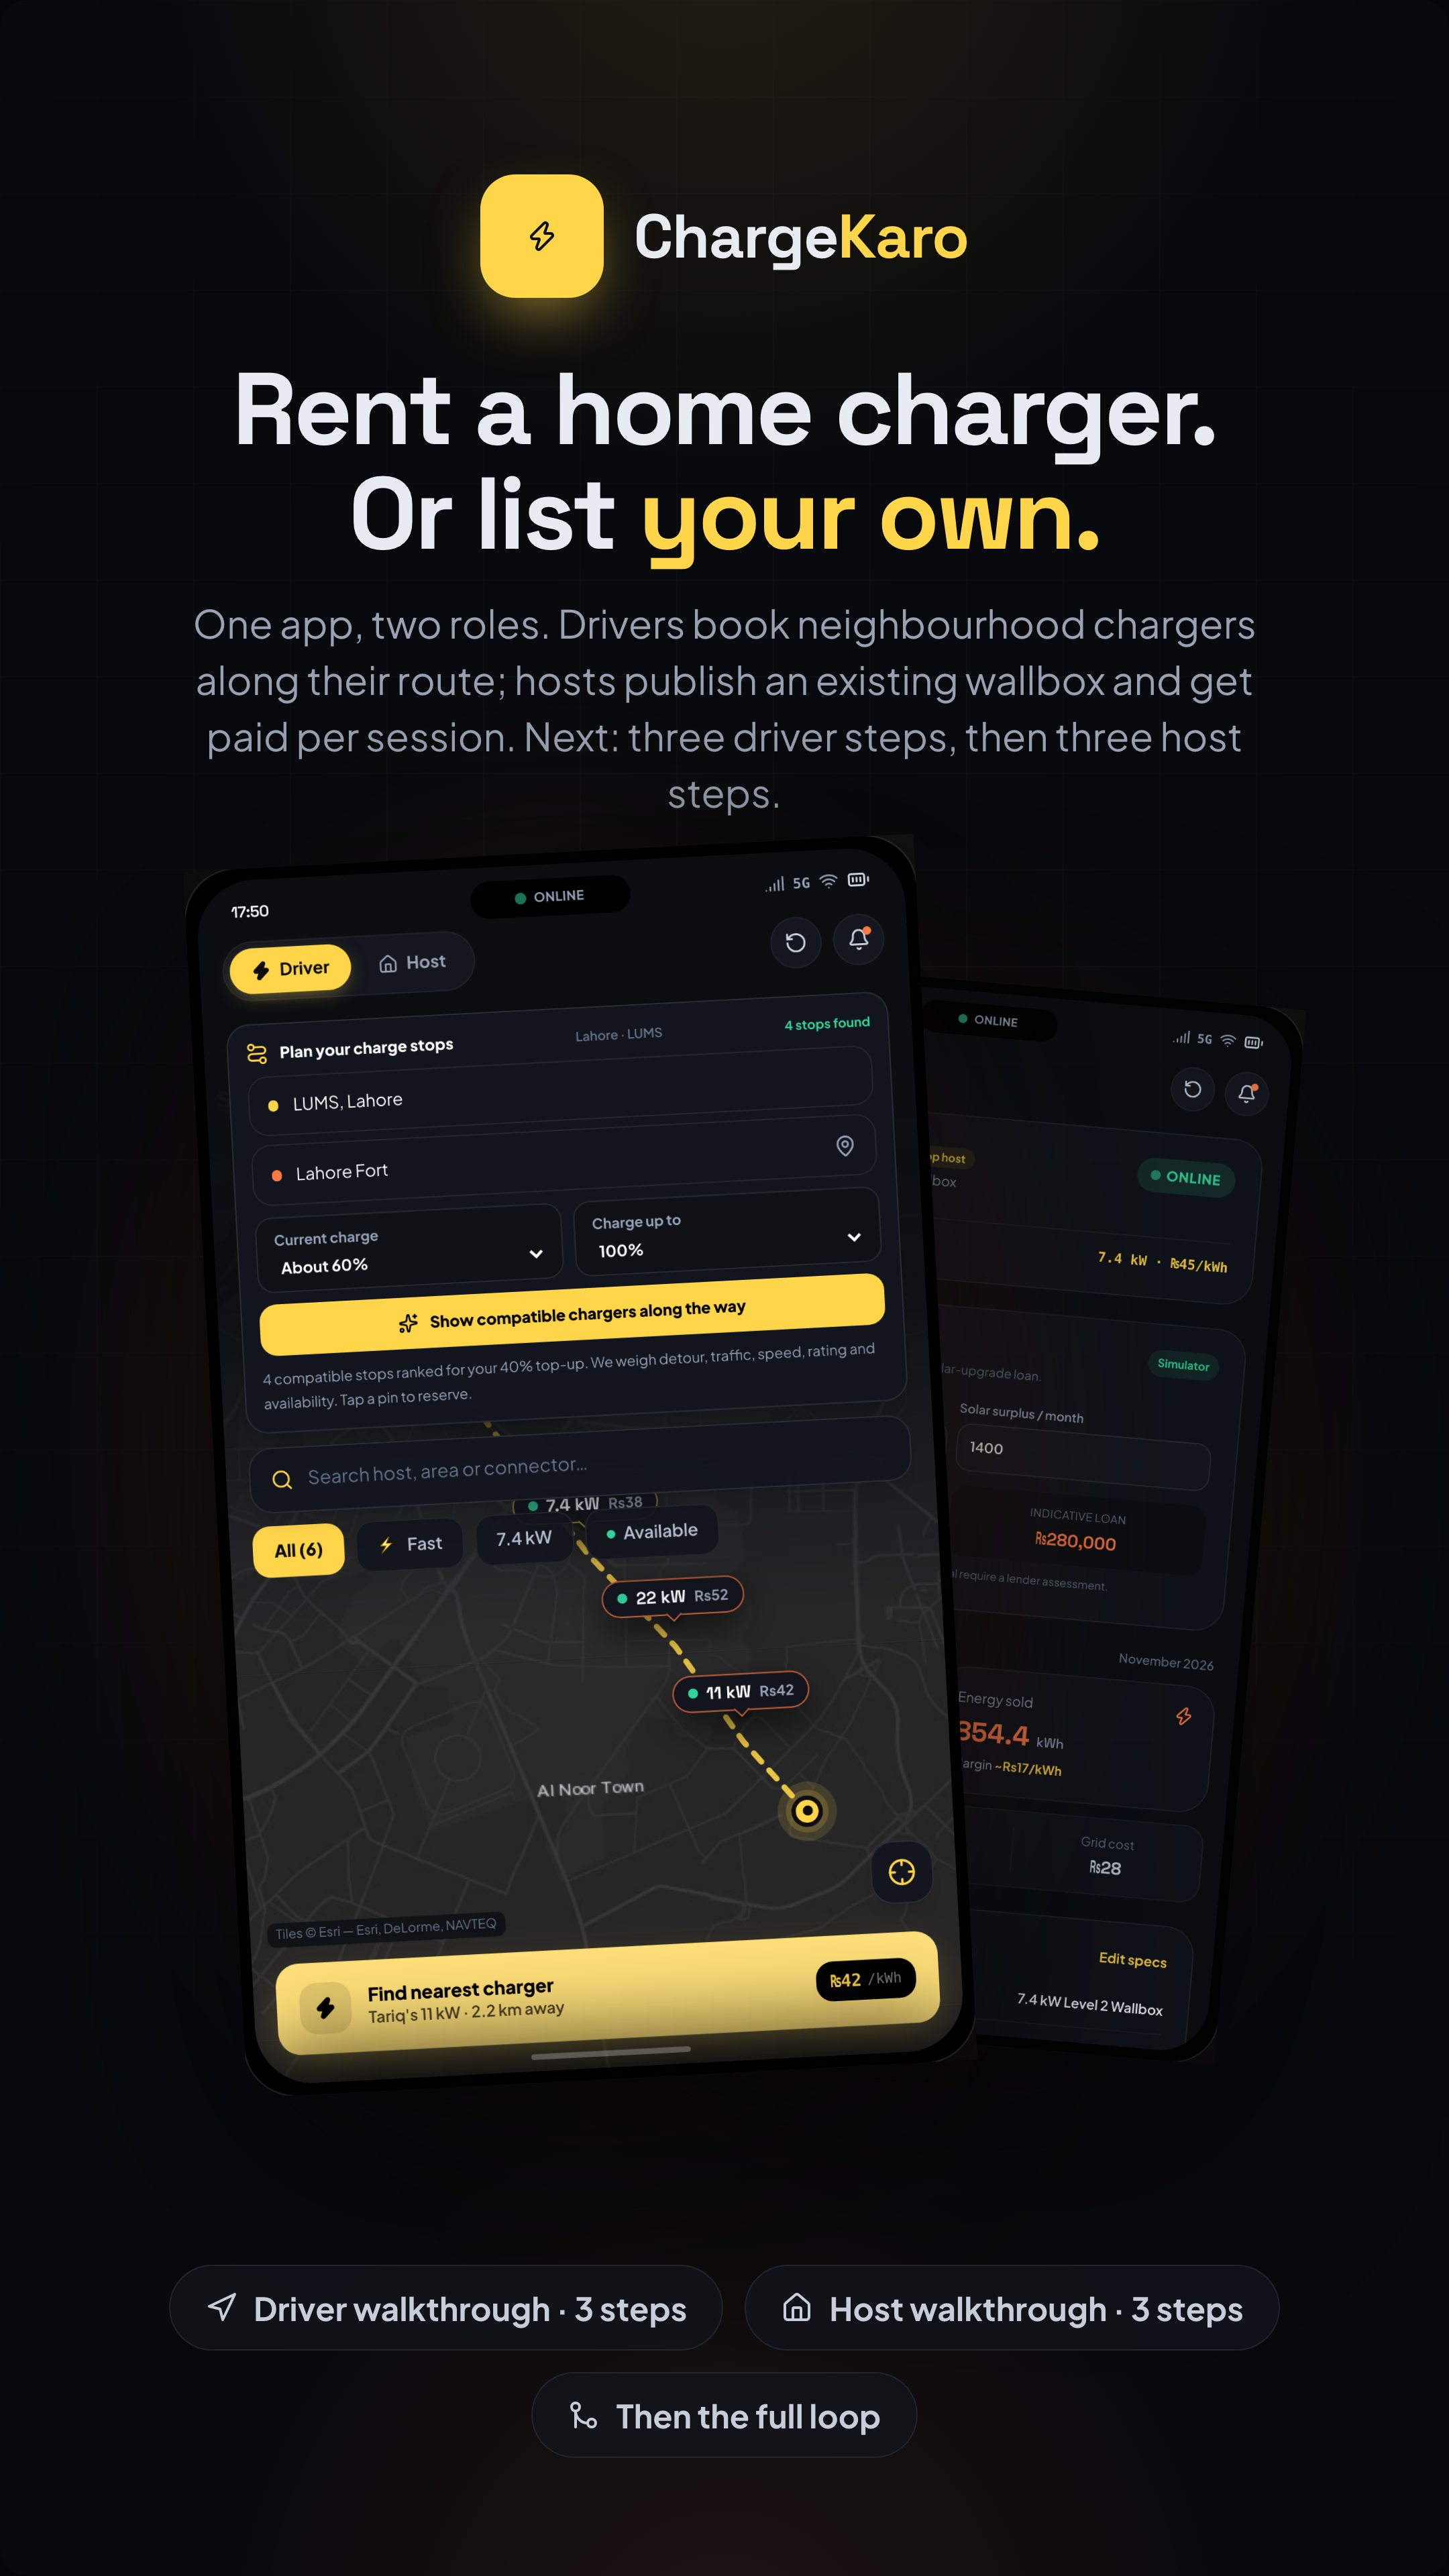 ChargeKaro
Rent a home charger.
Or list your own.
One app, two roles. Drivers book neighbourhood chargers
along their route; hosts publish an existing wallbox and get
paid per session. Next: three driver steps, then three host
steps.
17:50
ONLINE
5G
Driver
Host
Plan your charge stops
Lahore · LUMS
4 stops found
LUMS, Lahore
Lahore Fort
Current charge
About 60%
Charge up to
100%
Show compatible chargers along the way
4 compatible stops ranked for your 40% top-up. We weigh detour, traffic, speed, rating and
availability. Tap a pin to reserve.
Search host, area or connector...
7.4 kW Rs38
All (6)
Fast
7.4 kW
Available
22 kW Rs52
11 kW Rs42
Al Noor Town
Tiles © Esri — Esri, DeLorme, NAVTEQ
Find nearest charger
Tariq's 11 kW · 2.2 km away
₨42 /kWh
ONLINE
5G
host
ONLINE
7.4 kW · ₨45/kWh
Simulator
loan.
Solar surplus / month
1400
INDICATIVE LOAN
₨280,000
require a lender assessment.
November 2026
Energy sold
854.4 kWh
~Rs17/kWh
Grid cost
₨28
Edit specs
7.4 kW Level 2 Wallbox
Driver walkthrough · 3 steps
Host walkthrough · 3 steps
Then the full loop